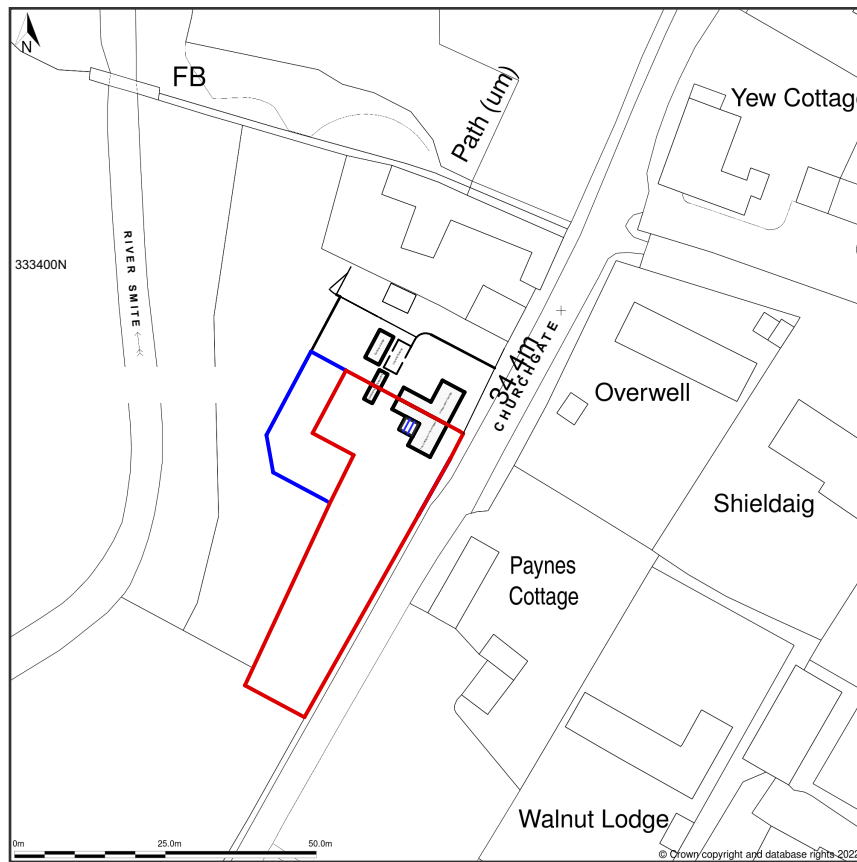 N
FB
Path (um)
Yew Cottage
333400N
RIVER SMITE
34.4m
CHURCHGATE
Overwell
Shieldaig
Paynes
Cottage
Walnut Lodge
0m
25.0m
50.0m
© Crown copyright and database rights 2022